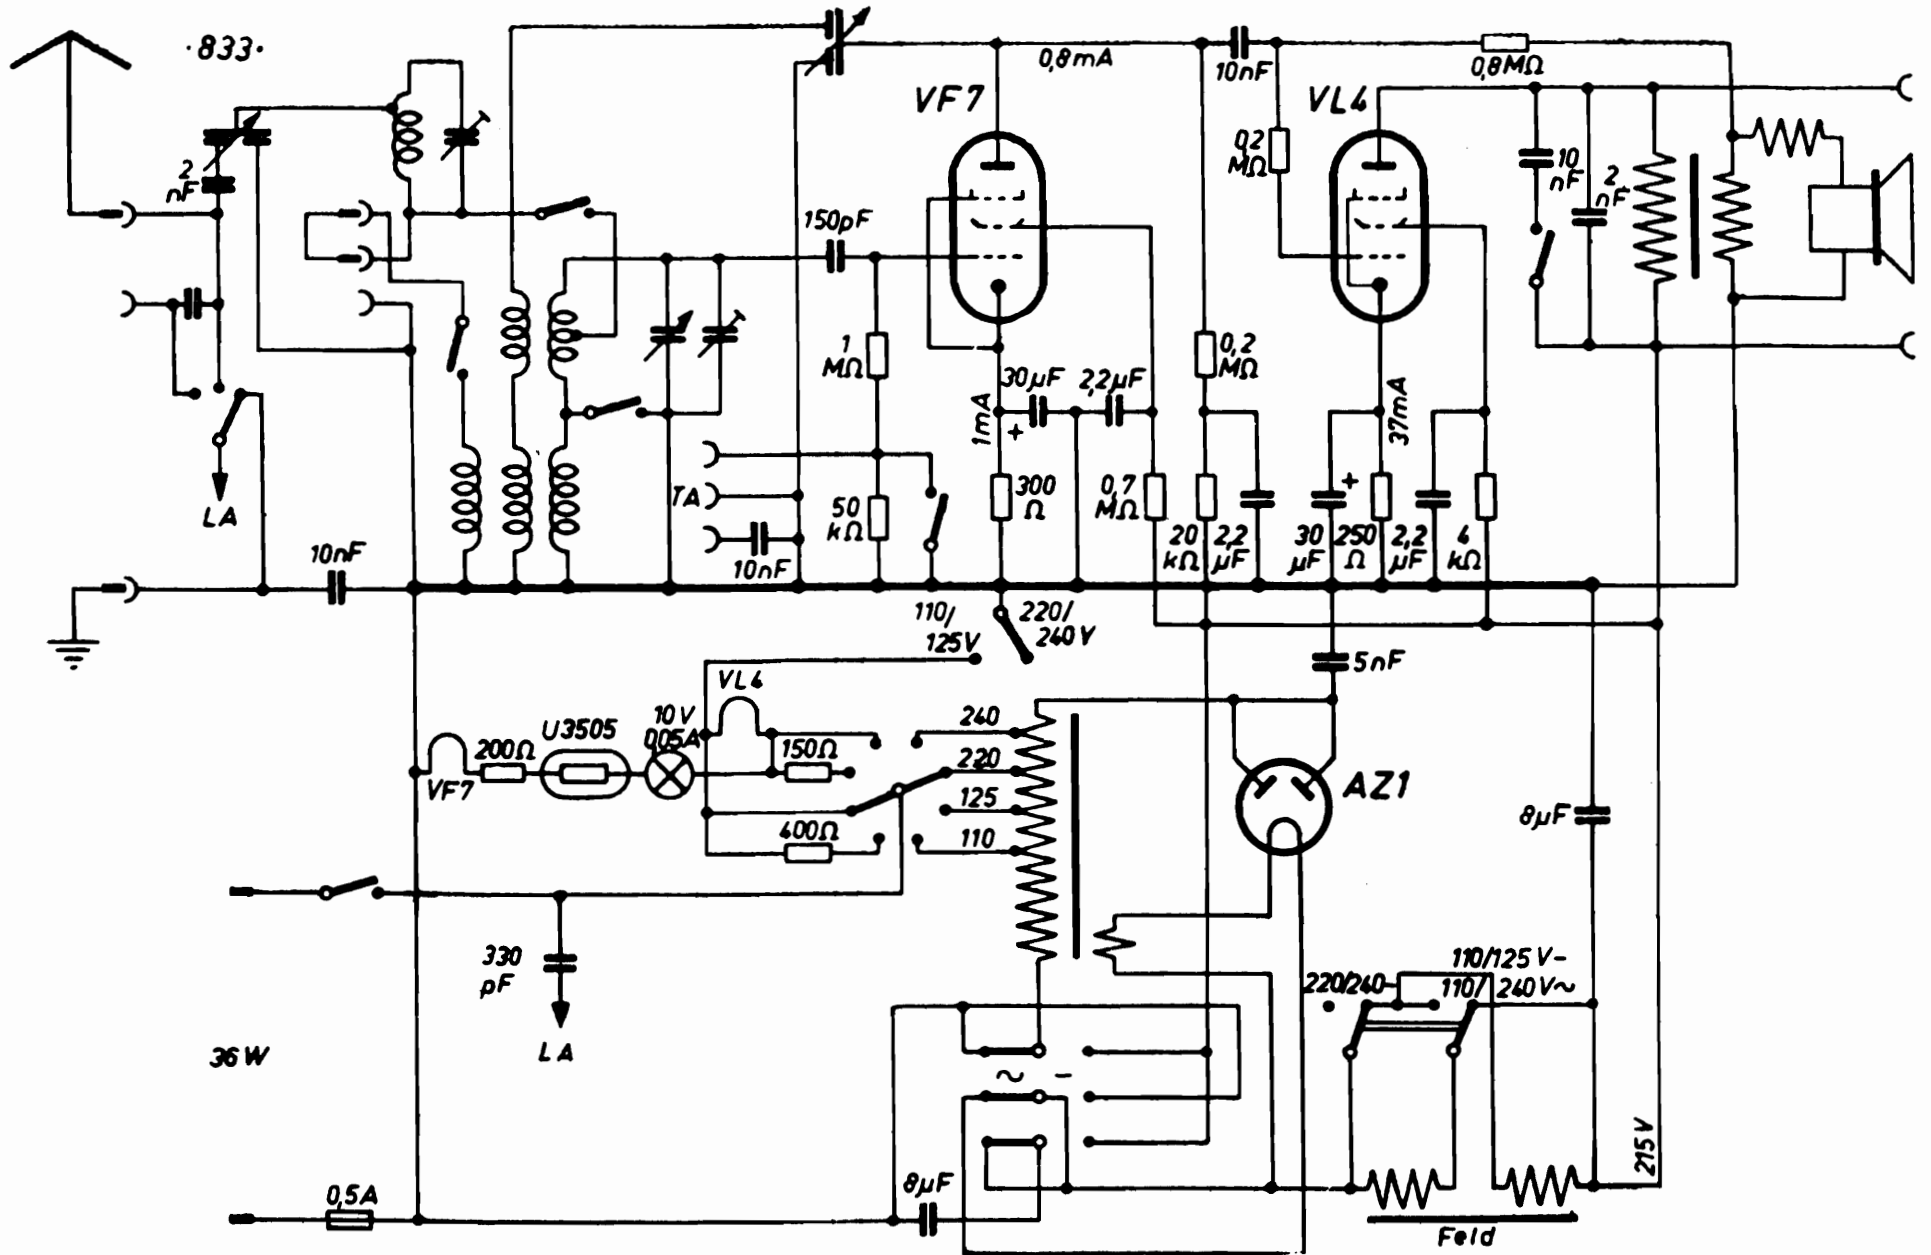 ·833·
0,8mA
10nF
0,8MΩ
VF7
VL4
2
nF
0,2
MΩ
10
nF
2
nF
150pF
1
MΩ
30µF
2,2µF
0,2
MΩ
1mA
+
37mA
TA
50
kΩ
300
Ω
0,7
MΩ
20
kΩ
2,2
µF
30
µF
+
250
Ω
2,2
µF
4
kΩ
LA
10nF
10nF
110/
125V
220/
240V
5nF
VL4
U3505
10V
0,05A
240
200Ω
150Ω
220
VF7
125
AZ1
400Ω
110
8µF
330
pF
LA
110/125V-
220/240-
110/
240V~
36W
~ -
215V
0,5A
8µF
Feld